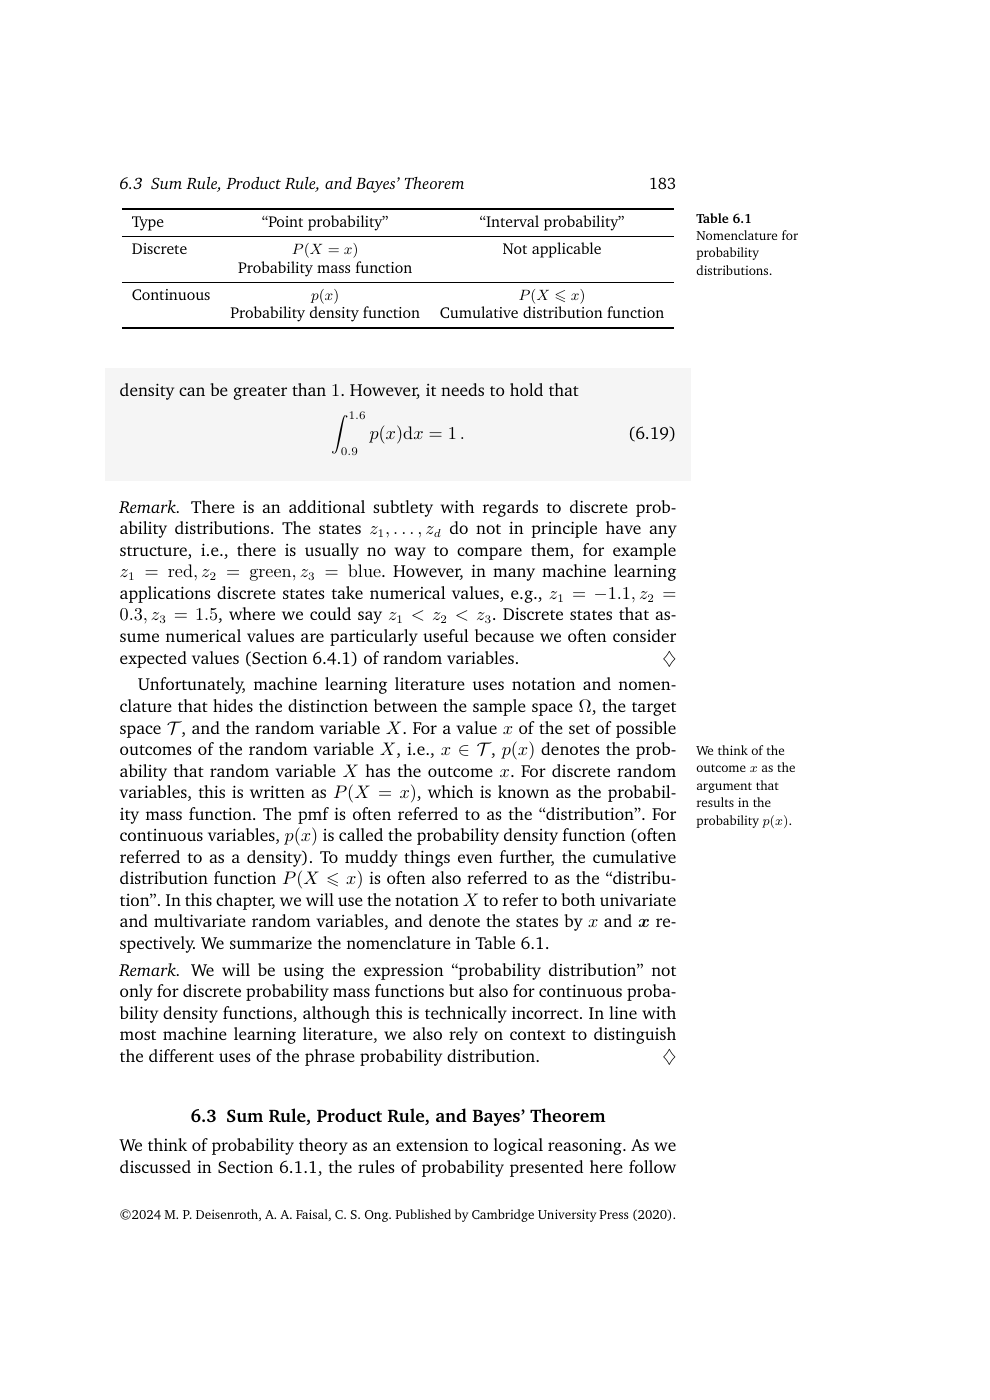 6.3 Sum Rule, Product Rule, and Bayes’ Theorem 183
Type “Point probability” “Interval probability”
Discrete P(X = x) Not applicable
Probability mass function
Continuous p(x) P(X ⩽ x)
Probability density function Cumulative distribution function
Table 6.1
Nomenclature for
probability
distributions.
density can be greater than 1. However, it needs to hold that
∫_{0.9}^{1.6} p(x)dx = 1 . (6.19)
Remark. There is an additional subtlety with regards to discrete prob-
ability distributions. The states z₁, . . . , z_d do not in principle have any
structure, i.e., there is usually no way to compare them, for example
z₁ = red, z₂ = green, z₃ = blue. However, in many machine learning
applications discrete states take numerical values, e.g., z₁ = −1.1, z₂ =
0.3, z₃ = 1.5, where we could say z₁ < z₂ < z₃. Discrete states that as-
sume numerical values are particularly useful because we often consider
expected values (Section 6.4.1) of random variables. ♢
Unfortunately, machine learning literature uses notation and nomen-
clature that hides the distinction between the sample space Ω, the target
space 𝒯, and the random variable X. For a value x of the set of possible
outcomes of the random variable X, i.e., x ∈ 𝒯, p(x) denotes the prob-
ability that random variable X has the outcome x. For discrete random
variables, this is written as P(X = x), which is known as the probabil-
ity mass function. The pmf is often referred to as the “distribution”. For
continuous variables, p(x) is called the probability density function (often
referred to as a density). To muddy things even further, the cumulative
distribution function P(X ⩽ x) is often also referred to as the “distribu-
tion”. In this chapter, we will use the notation X to refer to both univariate
and multivariate random variables, and denote the states by x and 𝒙 re-
spectively. We summarize the nomenclature in Table 6.1.
We think of the
outcome x as the
argument that
results in the
probability p(x).
Remark. We will be using the expression “probability distribution” not
only for discrete probability mass functions but also for continuous proba-
bility density functions, although this is technically incorrect. In line with
most machine learning literature, we also rely on context to distinguish
the different uses of the phrase probability distribution. ♢
6.3 Sum Rule, Product Rule, and Bayes’ Theorem
We think of probability theory as an extension to logical reasoning. As we
discussed in Section 6.1.1, the rules of probability presented here follow
©2024 M. P. Deisenroth, A. A. Faisal, C. S. Ong. Published by Cambridge University Press (2020).